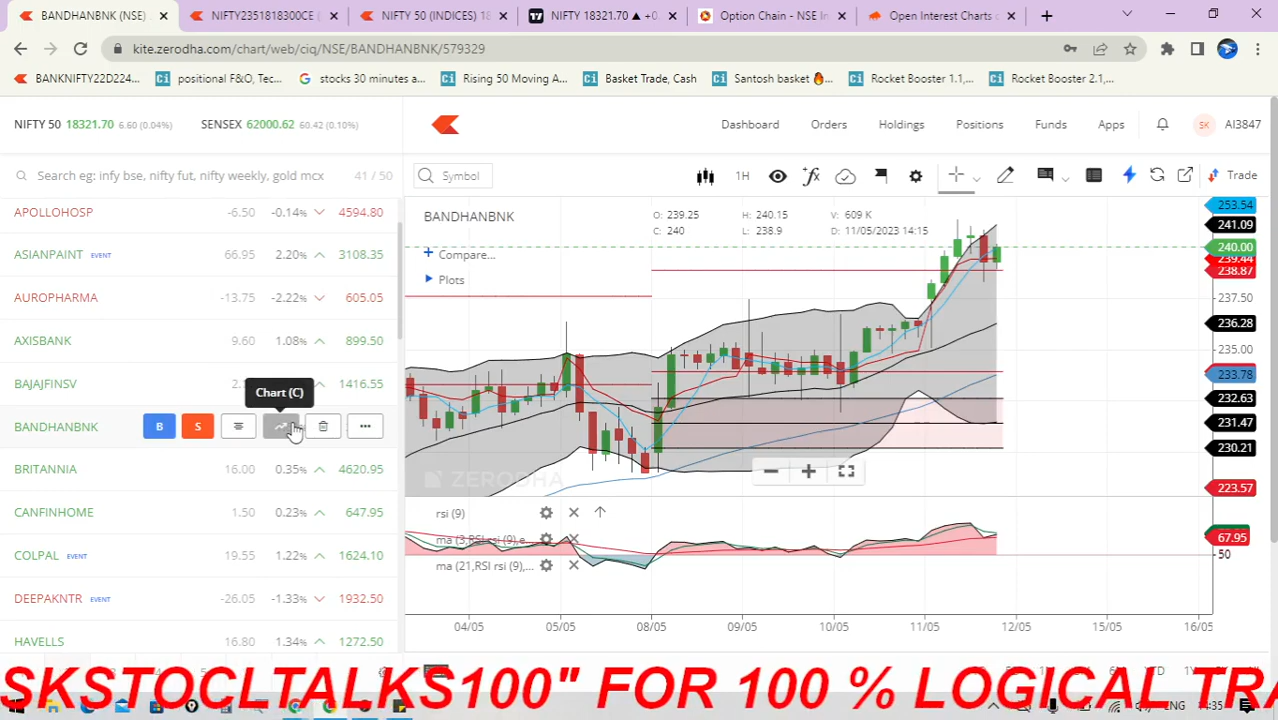 BANDHANBNK (NSE)
NIFTY2351818300CE (
NIFTY 50 (INDICES) 18
NIFTY 18321.70 ▲ +0.
Option Chain - NSE In
Open Interest Charts o
kite.zerodha.com/chart/web/ciq/NSE/BANDHANBNK/579329
BANKNIFTY22D224...
positional F&O, Tec...
stocks 30 minutes a...
Rising 50 Moving A...
Basket Trade, Cash
Santosh basket 🔥...
Rocket Booster 1.1,...
Rocket Booster 2.1,...
NIFTY 50 18321.70 6.60 (0.04%) SENSEX 62000.62 60.42 (0.10%)
Dashboard Orders Holdings Positions Funds Apps SK AI3847
Search eg: infy bse, nifty fut, nifty weekly, gold mcx 41 / 50
Symbol 1H Trade
APOLLOHOSP -6.50 -0.14% 4594.80
ASIANPAINT EVENT 66.95 2.20% 3108.35
AUROPHARMA -13.75 -2.22% 605.05
AXISBANK 9.60 1.08% 899.50
BAJAJFINSV 1416.55
Chart (C)
BANDHANBNK B S
BRITANNIA 16.00 0.35% 4620.95
CANFINHOME 1.50 0.23% 647.95
COLPAL EVENT 19.55 1.22% 1624.10
DEEPAKNTR EVENT -26.05 -1.33% 1932.50
HAVELLS 16.80 1.34% 1272.50
BANDHANBNK
O: 239.25 H: 240.15 V: 609 K
C: 240 L: 238.9 D: 11/05/2023 14:15
Compare...
Plots
253.54
241.09
240.00
239.44
238.87
237.50
236.28
235.00
233.78
232.63
231.47
230.21
223.57
ZERODHA
rsi (9)
ma (3,RSI rsi (9),e...
ma (21,RSI rsi (9),...
67.95
50
04/05 05/05 08/05 09/05 10/05 11/05 12/05 15/05 16/05
SKSTOCLTALKS100" FOR 100 % LOGICAL TRA
ENG 14:35